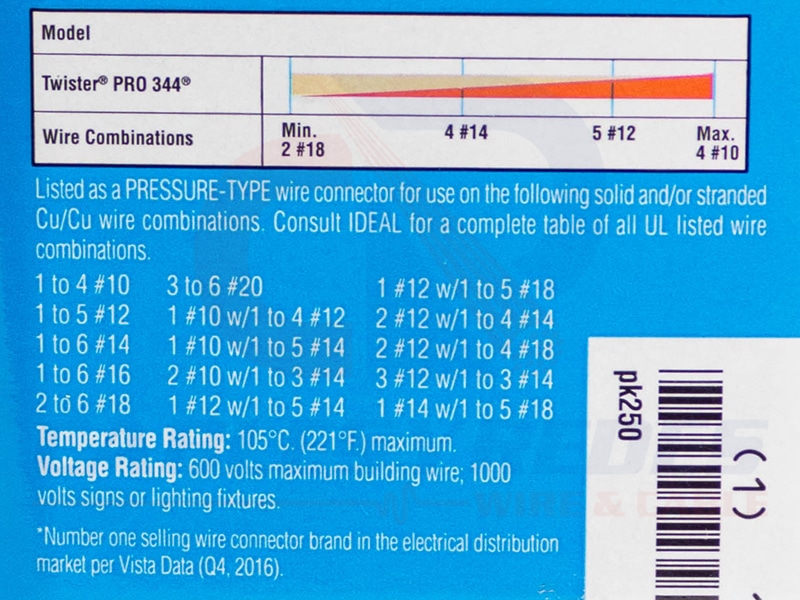 Model
Twister® PRO 344®
Wire Combinations
Min.
2 #18
4 #14
5 #12
Max.
4 #10
Listed as a PRESSURE-TYPE wire connector for use on the following solid and/or stranded
Cu/Cu wire combinations. Consult IDEAL for a complete table of all UL listed wire
combinations.
1 to 4 #10 3 to 6 #20 1 #12 w/1 to 5 #18
1 to 5 #12 1 #10 w/1 to 4 #12 2 #12 w/1 to 4 #14
1 to 6 #14 1 #10 w/1 to 5 #14 2 #12 w/1 to 4 #18
1 to 6 #16 2 #10 w/1 to 3 #14 3 #12 w/1 to 3 #14
2 to 6 #18 1 #12 w/1 to 5 #14 1 #14 w/1 to 5 #18
Temperature Rating: 105°C. (221°F.) maximum.
Voltage Rating: 600 volts maximum building wire; 1000
volts signs or lighting fixtures.
*Number one selling wire connector brand in the electrical distribution
market per Vista Data (Q4, 2016).
pk250
(1)
WIRE & CABLE